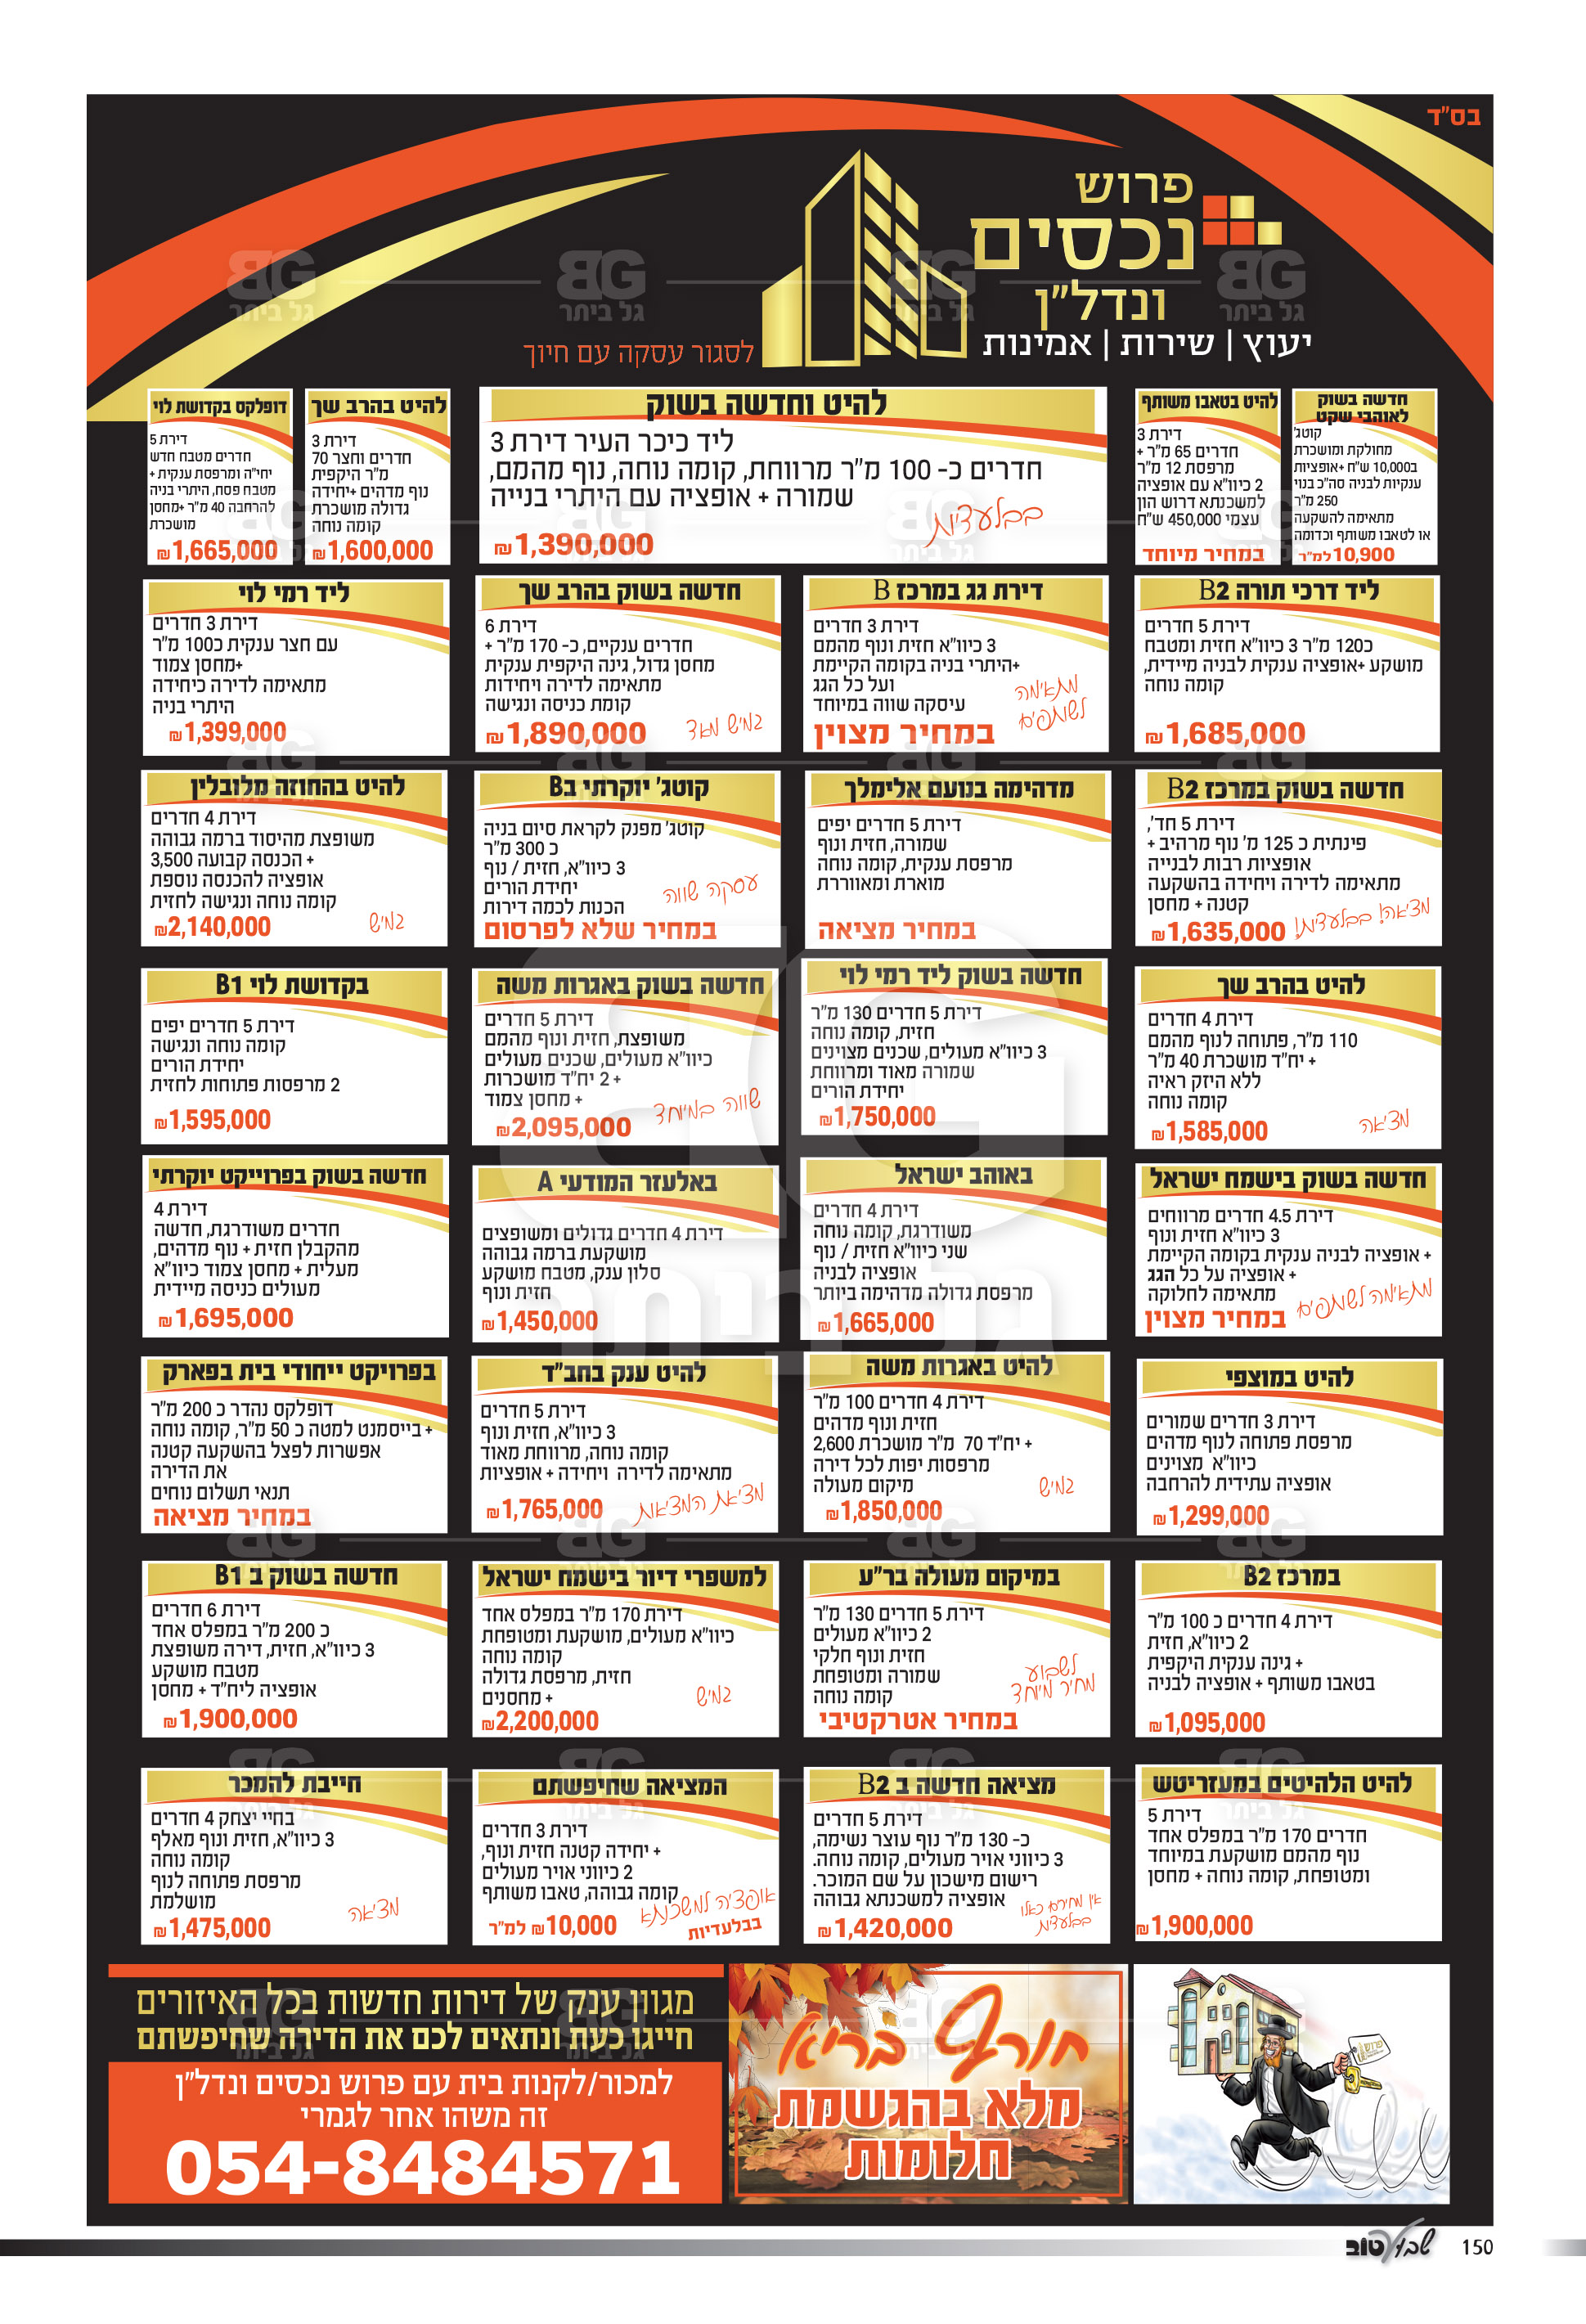 בס"ד
פרוש
נכסים
ונדל"ן
יעוץ | שירות | אמינות
לסגור עסקה עם חיוך
חדשה בשוק
לאוהבי שקט
קוטג'
מחולקת ומושכרת
ב10,000 ש"ח +אופציות
ענקיות לבניה סה"כ בנוי
250 מ"ר
מתאימה להשקעה
או לטאבו משותף וכדומה
10,900 למ"ר
להיט בטאבו משותף
דירת 3
חדרים 65 מ"ר +
מרפסת 12 מ"ר
2 כיוו"א עם אופציה
למשכנתא דרוש הון
עצמי 450,000 ש"ח
במחיר מיוחד
להיט וחדשה בשוק
ליד כיכר העיר דירת 3
חדרים כ- 100 מ"ר מרווחת, קומה נוחה, נוף מהמם,
שמורה + אופציה עם היתרי בנייה
בבלעדיות
1,390,000 ₪
להיט בהרב שך
דירת 3
חדרים וחצר 70
מ"ר היקפית
נוף מדהים +יחידה
גדולה מושכרת
קומה נוחה
1,600,000 ₪
דופלקס בקדושת לוי
דירת 5
חדרים מטבח חדש
יחי"ה ומרפסת ענקית +
מטבח פסח, היתרי בניה
להרחבה 40 מ"ר +מחסן
מושכרת
1,665,000 ₪
ליד דרכי תורה B2
דירת 5 חדרים
כ120 מ"ר 3 כיוו"א חזית ומטבח
מושקע +אופציה ענקית לבניה מיידית,
קומה נוחה
1,685,000 ₪
דירת גג במרכז B
דירת 3 חדרים
3 כיוו"א חזית ונוף מהמם
+היתרי בניה בקומה הקיימת
ועל כל הגג
עיסקה שווה במיוחד
מתאימה
לשותפים
במחיר מצוין
חדשה בשוק בהרב שך
דירת 6
חדרים ענקיים, כ- 170 מ"ר +
מחסן גדול, גינה היקפית ענקית
מתאימה לדירה ויחידות
קומת כניסה ונגישה
גמיש מאד
1,890,000 ₪
ליד רמי לוי
דירת 3 חדרים
עם חצר ענקית כ100 מ"ר
+מחסן צמוד
מתאימה לדירה כיחידה
היתרי בניה
1,399,000 ₪
חדשה בשוק במרכז B2
דירת 5 חד',
פינתית כ 125 מ' נוף מרהיב +
אופציות רבות לבנייה
מתאימה לדירה ויחידה בהשקעה
קטנה + מחסן
מציאה! בבלעדיות!
1,635,000 ₪
מדהימה בנועם אלימלך
דירת 5 חדרים יפים
שמורה, חזית ונוף
מרפסת ענקית, קומה נוחה
מוארת ומאווררת
במחיר מציאה
קוטג' יוקרתי בB
קוטג' מפנק לקראת סיום בניה
כ 300 מ"ר
3 כיוו"א, חזית / נוף
יחידת הורים
הכנות לכמה דירות
עסקה שווה
במחיר שלא לפרסום
להיט בהחוזה מלובלין
דירת 4 חדרים
משופצת מהיסוד ברמה גבוהה
+ הכנסה קבועה 3,500
אופציה להכנסה נוספת
קומה נוחה ונגישה לחזית
גמיש
2,140,000 ₪
להיט בהרב שך
דירת 4 חדרים
110 מ"ר, פתוחה לנוף מהמם
+ יח"ד מושכרת 40 מ"ר
ללא היזק ראיה
קומה נוחה
מציאה
1,585,000 ₪
חדשה בשוק ליד רמי לוי
דירת 5 חדרים 130 מ"ר
חזית, קומה נוחה
3 כיוו"א מעולים, שכנים מצוינים
שמורה מאוד ומרווחת
יחידת הורים
1,750,000 ₪
חדשה בשוק באגרות משה
דירת 5 חדרים
משופצת, חזית ונוף מהמם
כיוו"א מעולים, שכנים מעולים
+ 2 יח"ד מושכרות
+ מחסן צמוד
שווה במיוחד
2,095,000 ₪
בקדושת לוי B1
דירת 5 חדרים יפים
קומה נוחה ונגישה
יחידת הורים
2 מרפסות פתוחות לחזית
1,595,000 ₪
חדשה בשוק בישמח ישראל
דירת 4.5 חדרים מרווחים
3 כיוו"א חזית ונוף
+ אופציה לבניה ענקית בקומה הקיימת
+ אופציה על כל הגג
מתאימה לחלוקה
מתאימה לשותפים
במחיר מצוין
באוהב ישראל
דירת 4 חדרים
משודרגת, קומה נוחה
שני כיוו"א חזית / נוף
אופציה לבניה
מרפסת גדולה מדהימה ביותר
1,665,000 ₪
באלעזר המודעי A
דירת 4 חדרים גדולים ומשופצים
מושקעת ברמה גבוהה
סלון ענק, מטבח מושקע
חזית ונוף
1,450,000 ₪
חדשה בשוק בפרוייקט יוקרתי
דירת 4
חדרים משודרגת, חדשה
מהקבלן חזית + נוף מדהים,
מעלית + מחסן צמוד כיוו"א
מעולים כניסה מיידית
1,695,000 ₪
להיט במוצפי
דירת 3 חדרים שמורים
מרפסת פתוחה לנוף מדהים
כיוו"א מצוינים
אופציה עתידית להרחבה
1,299,000 ₪
להיט באגרות משה
דירת 4 חדרים 100 מ"ר
חזית ונוף מדהים
+ יח"ד 70 מ"ר מושכרת 2,600
מרפסות יפות לכל דירה
מיקום מעולה
גמיש
1,850,000 ₪
להיט ענק בחב"ד
דירת 5 חדרים
3 כיוו"א, חזית ונוף
קומה נוחה, מרווחת מאוד
מתאימה לדירה ויחידה + אופציות
מציאת המציאות
1,765,000 ₪
בפרויקט ייחודי בית בפארק
דופלקס נהדר כ 200 מ"ר
+ בייסמנט למטה כ 50 מ"ר, קומה נוחה
אפשרות לפצל בהשקעה קטנה
את הדירה
תנאי תשלום נוחים
במחיר מציאה
במרכז B2
דירת 4 חדרים כ 100 מ"ר
2 כיוו"א, חזית
+ גינה ענקית היקפית
בטאבו משותף + אופציה לבניה
1,095,000 ₪
במיקום מעולה בר"ע
דירת 5 חדרים 130 מ"ר
2 כיוו"א מעולים
חזית ונוף חלקי
שמורה ומטופחת
קומה נוחה
לשבוע
מחיר מיוחד
במחיר אטרקטיבי
למשפרי דיור בישמח ישראל
דירת 170 מ"ר במפלס אחד
כיוו"א מעולים, מושקעת ומטופחת
קומה נוחה
חזית, מרפסת גדולה
+ מחסנים
גמיש
2,200,000 ₪
חדשה בשוק ב B1
דירת 6 חדרים
כ 200 מ"ר במפלס אחד
3 כיוו"א, חזית, דירה משופצת
מטבח מושקע
אופציה ליח"ד + מחסן
1,900,000 ₪
להיט הלהיטים במעזריטש
דירת 5
חדרים 170 מ"ר במפלס אחד
נוף מהמם מושקעת במיוחד
ומטופחת, קומה נוחה + מחסן
1,900,000 ₪
מציאה חדשה ב B2
דירת 5 חדרים
כ- 130 מ"ר נוף עוצר נשימה,
3 כיווני אויר מעולים, קומה נוחה.
רישום מישכון על שם המוכר.
אופציה למשכנתא גבוהה
אין מחירים כאלו
בבלעדיות
1,420,000 ₪
המציאה שחיפשתם
דירת 3 חדרים
+ יחידה קטנה חזית ונוף,
2 כיווני אויר מעולים
קומה גבוהה, טאבו משותף
אופציה למשכנתא
בבלעדיות
10,000 ₪ למ"ר
חייבת להמכר
בחיי יצחק 4 חדרים
3 כיוו"א, חזית ונוף מאלף
קומה נוחה
מרפסת פתוחה לנוף
מושלמת
מציאה
1,475,000 ₪
חורף בריא
מלא בהגשמת
חלומות
מגוון ענק של דירות חדשות בכל האיזורים
חייגו כעת ונתאים לכם את הדירה שחיפשתם
למכור/לקנות בית עם פרוש נכסים ונדל"ן
זה משהו אחר לגמרי
054-8484571
BG
גל ביתר
שבוע טוב
150